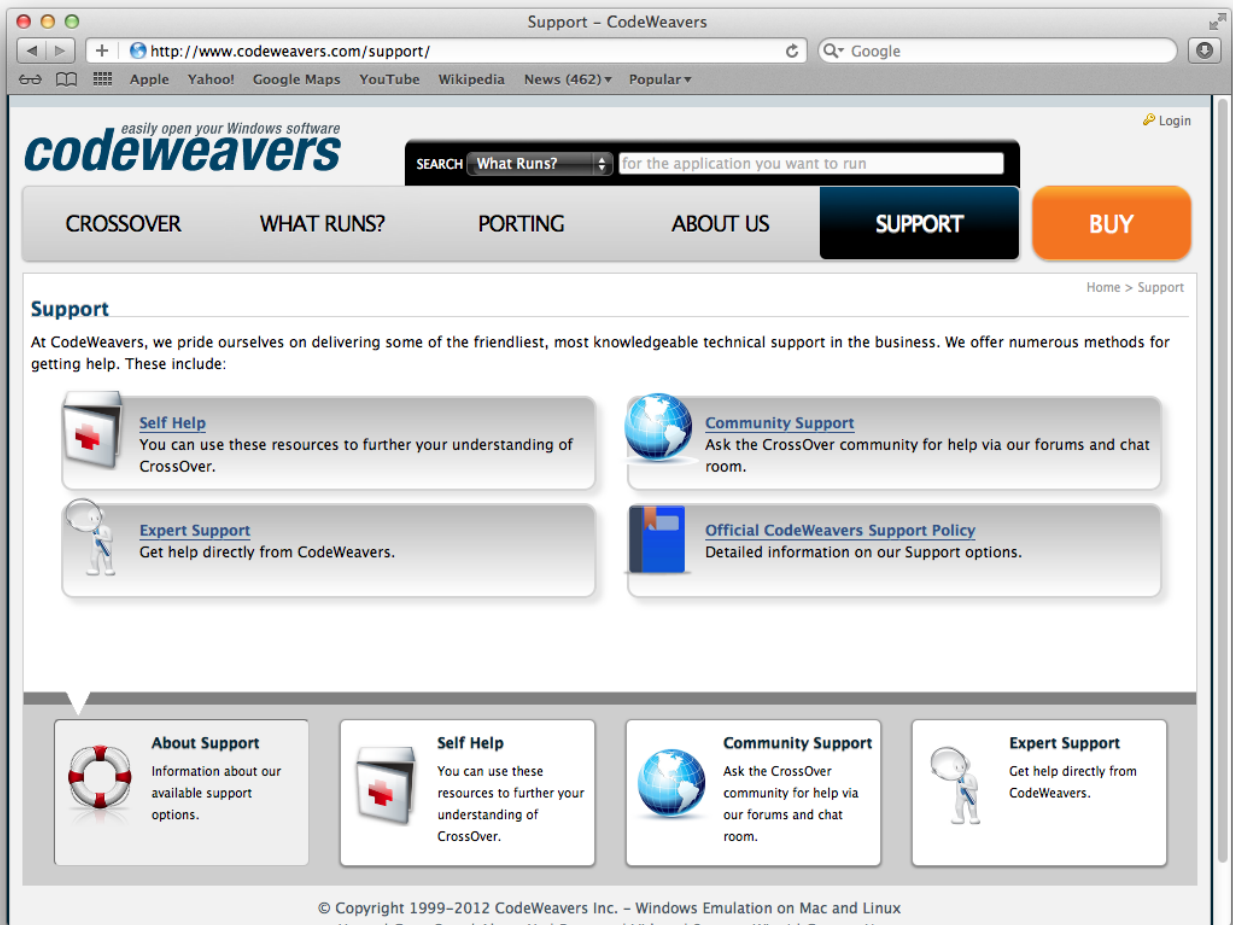 Support – CodeWeavers
http://www.codeweavers.com/support/
Google
Apple Yahoo! Google Maps YouTube Wikipedia News (462) Popular
Login
easily open your Windows software
codeweavers
SEARCH What Runs? for the application you want to run
CROSSOVER WHAT RUNS? PORTING ABOUT US SUPPORT BUY
Home > Support
Support
At CodeWeavers, we pride ourselves on delivering some of the friendliest, most knowledgeable technical support in the business. We offer numerous methods for
getting help. These include:
Self Help
You can use these resources to further your understanding of
CrossOver.
Community Support
Ask the CrossOver community for help via our forums and chat
room.
Expert Support
Get help directly from CodeWeavers.
Official CodeWeavers Support Policy
Detailed information on our Support options.
About Support
Information about our
available support
options.
Self Help
You can use these
resources to further your
understanding of
CrossOver.
Community Support
Ask the CrossOver
community for help via
our forums and chat
room.
Expert Support
Get help directly from
CodeWeavers.
© Copyright 1999–2012 CodeWeavers Inc. – Windows Emulation on Mac and Linux